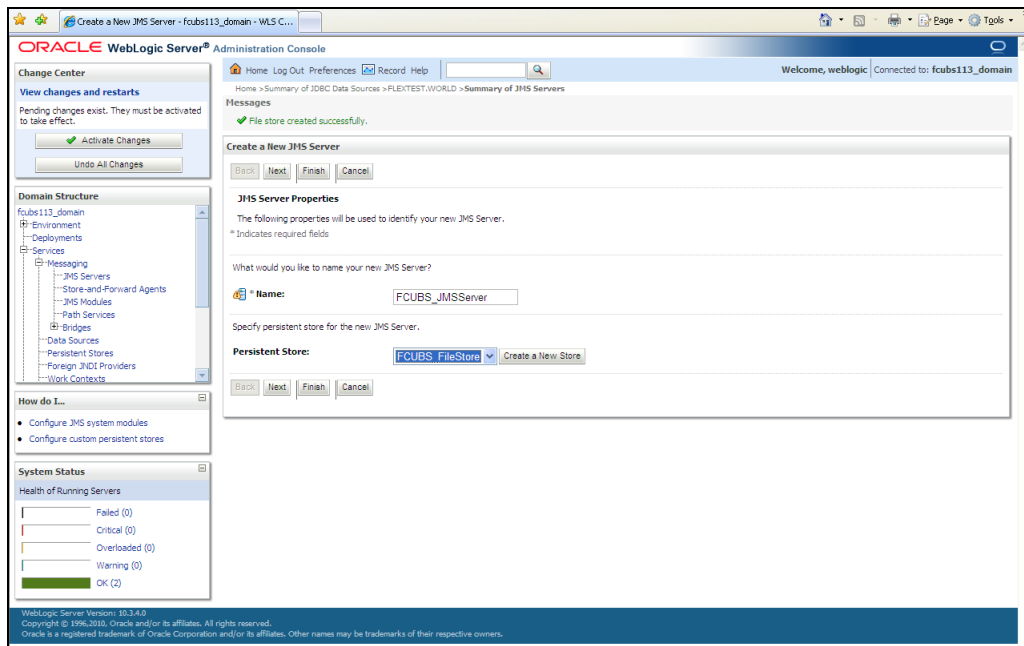 Create a New JMS Server - fcubs113_domain - WLS C...
Page
Tools
ORACLE WebLogic Server® Administration Console
Change Center
View changes and restarts
Pending changes exist. They must be activated
to take effect.
Activate Changes
Undo All Changes
Domain Structure
fcubs113_domain
Environment
Deployments
Services
Messaging
JMS Servers
Store-and-Forward Agents
JMS Modules
Path Services
Bridges
Data Sources
Persistent Stores
Foreign JNDI Providers
Work Contexts
How do I...
Configure JMS system modules
Configure custom persistent stores
System Status
Health of Running Servers
Failed (0)
Critical (0)
Overloaded (0)
Warning (0)
OK (2)
Home Log Out Preferences Record Help
Welcome, weblogic Connected to: fcubs113_domain
Home >Summary of JDBC Data Sources >FLEXTEST.WORLD >Summary of JMS Servers
Messages
File store created successfully.
Create a New JMS Server
Back Next Finish Cancel
JMS Server Properties
The following properties will be used to identify your new JMS Server.
* Indicates required fields
What would you like to name your new JMS Server?
* Name: FCUBS_JMSServer
Specify persistent store for the new JMS Server.
Persistent Store: FCUBS_FileStore Create a New Store
Back Next Finish Cancel
WebLogic Server Version: 10.3.4.0
Copyright © 1996,2010, Oracle and/or its affiliates. All rights reserved.
Oracle is a registered trademark of Oracle Corporation and/or its affiliates. Other names may be trademarks of their respective owners.